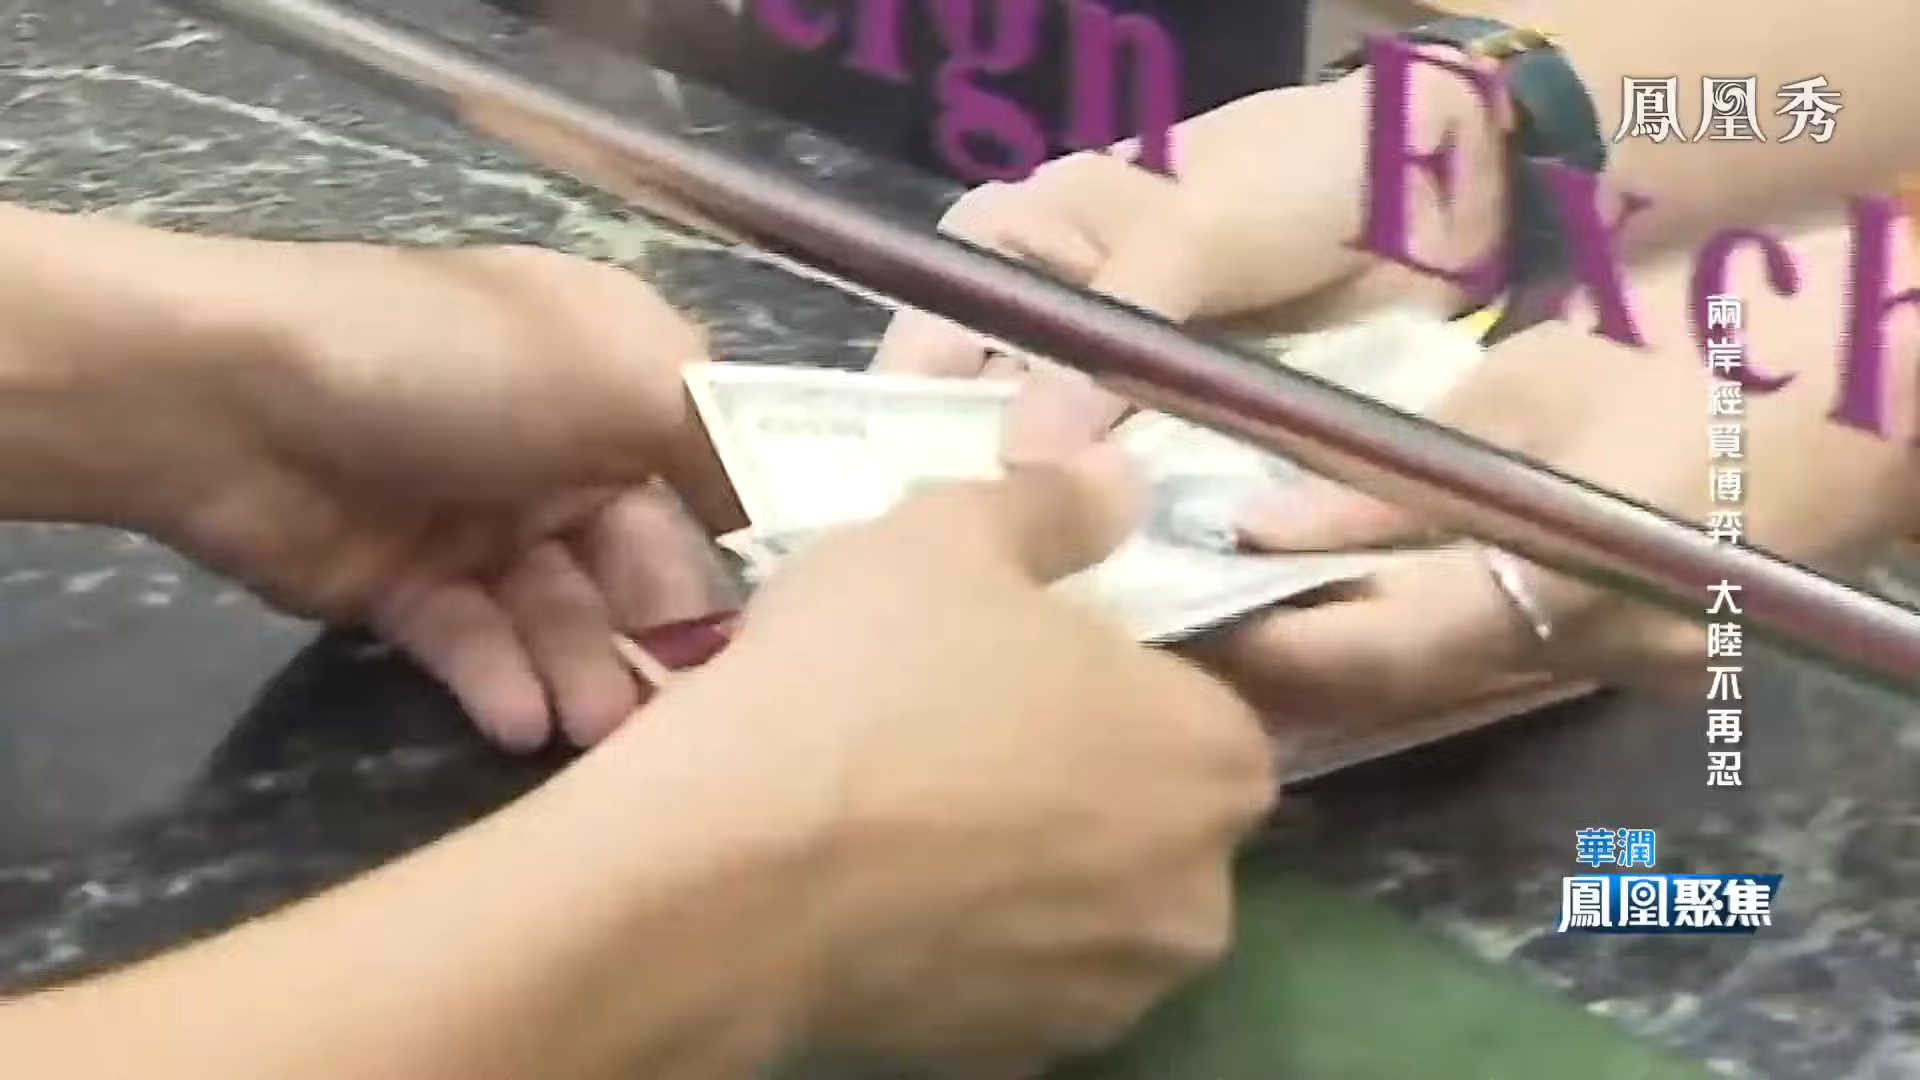 eign
Exch
鳳凰秀
兩岸經貿博弈 大陸不再忍
華潤
鳳凰聚焦